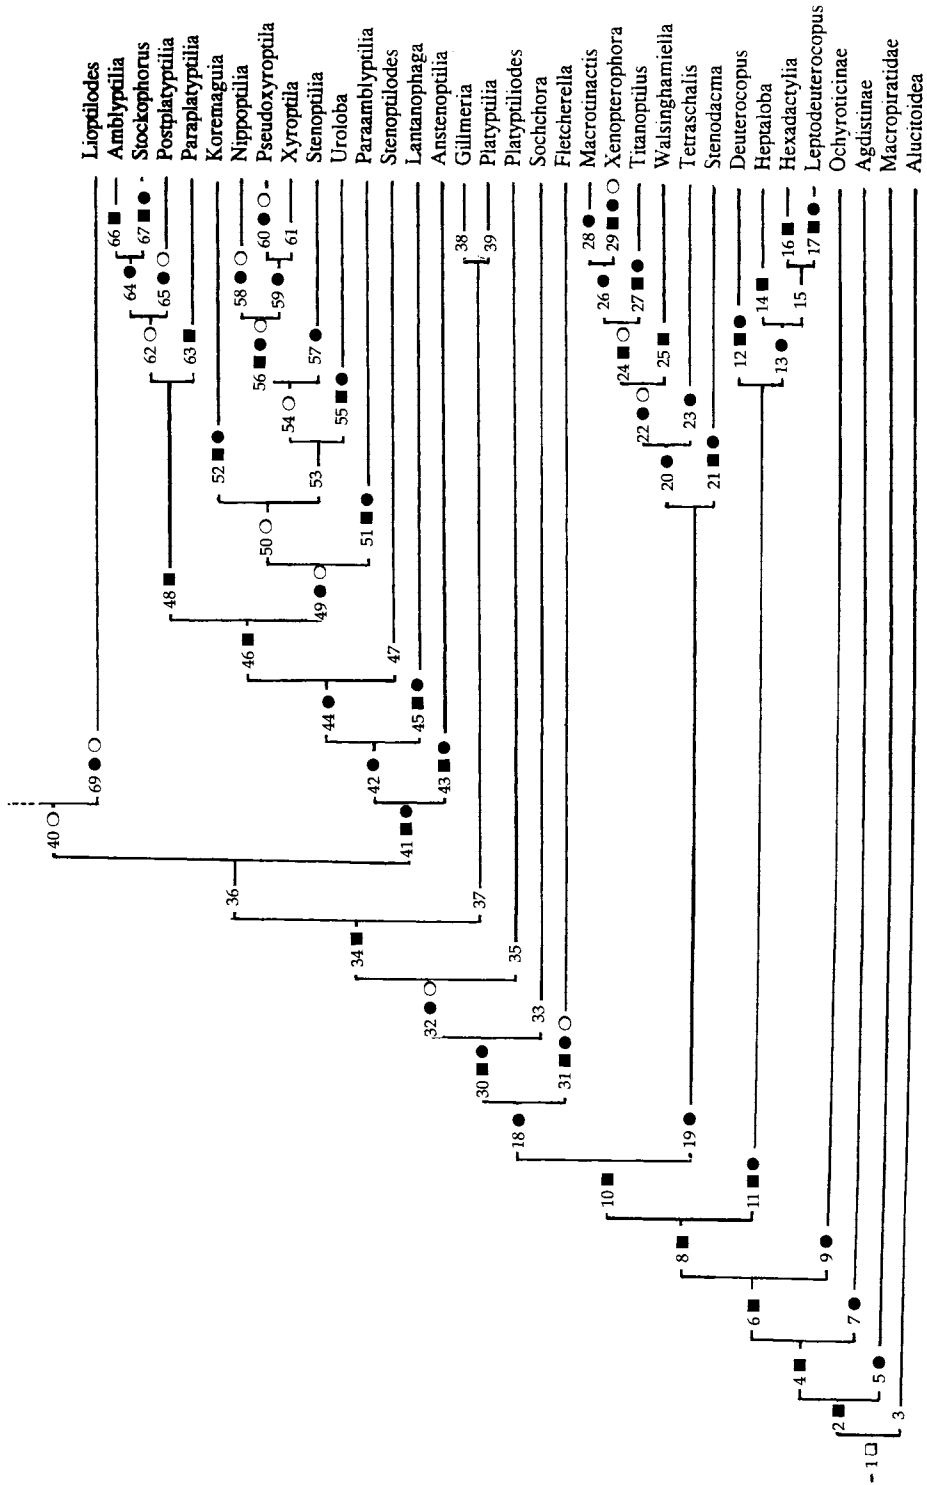 Lioptilodes
Amblyptilia
Stockophorus
Postplatyptilia
Paraplatyptilia
Koremaguia
Nippoptilia
Pseudoxyroptila
Xyroptila
Stenoptilia
Uroloba
Paraamblyptilia
Stenoptilodes
Lantanophaga
Anstenoptilia
Gillmeria
Platyptilia
Platyptiliodes
Sochchora
Fletcherella
Macrotinactis
Xenopterophora
Titanoptilus
Walsinghamiella
Tetraschalis
Stenodacma
Deuterocopus
Heptaloba
Hexadactylia
Leptodeuterocopus
Ochyroticinae
Agdistinae
Macropiratidae
Alucitoidea
66
67
64
65
62
63
60
61
58
59
56
57
54
55
52
53
50
51
48
49
46
47
44
45
42
43
69
40
41
36
38
39
37
34
35
32
33
30
31
28
29
26
27
24
25
22
23
20
21
18
19
16
17
14
15
12
13
10
11
8
9
6
7
4
5
2
3
1